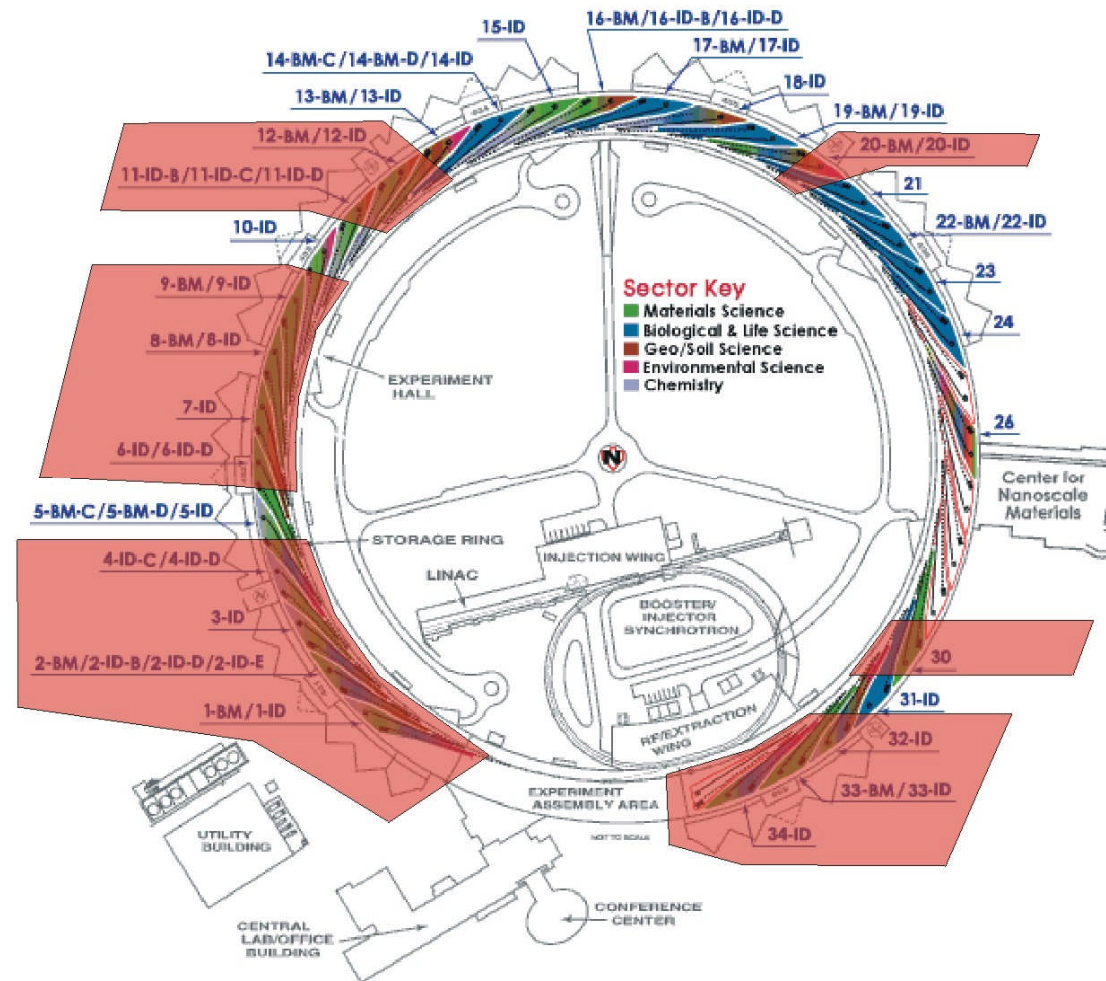 16-BM/16-ID-B/16-ID-D
15-ID
17-BM/17-ID
14-BM-C/14-BM-D/14-ID
18-ID
13-BM/13-ID
19-BM/19-ID
12-BM/12-ID
20-BM/20-ID
11-ID-B/11-ID-C/11-ID-D
21
10-ID
22-BM/22-ID
9-BM/9-ID
23
Sector Key
Materials Science
Biological & Life Science
Geo/Soil Science
Environmental Science
Chemistry
24
8-BM/8-ID
EXPERIMENT
HALL
7-ID
26
6-ID/6-ID-D
N
Center for
Nanoscale
Materials
5-BM-C/5-BM-D/5-ID
STORAGE RING
INJECTION WING
4-ID-C/4-ID-D
LINAC
BOOSTER/
INJECTOR
SYNCHROTRON
3-ID
2-BM/2-ID-B/2-ID-D/2-ID-E
30
31-ID
1-BM/1-ID
RF/EXTRACTION
WING
32-ID
EXPERIMENT
ASSEMBLY AREA
33-BM/33-ID
NOT TO SCALE
34-ID
UTILITY
BUILDING
CONFERENCE
CENTER
CENTRAL
LAB/OFFICE
BUILDING